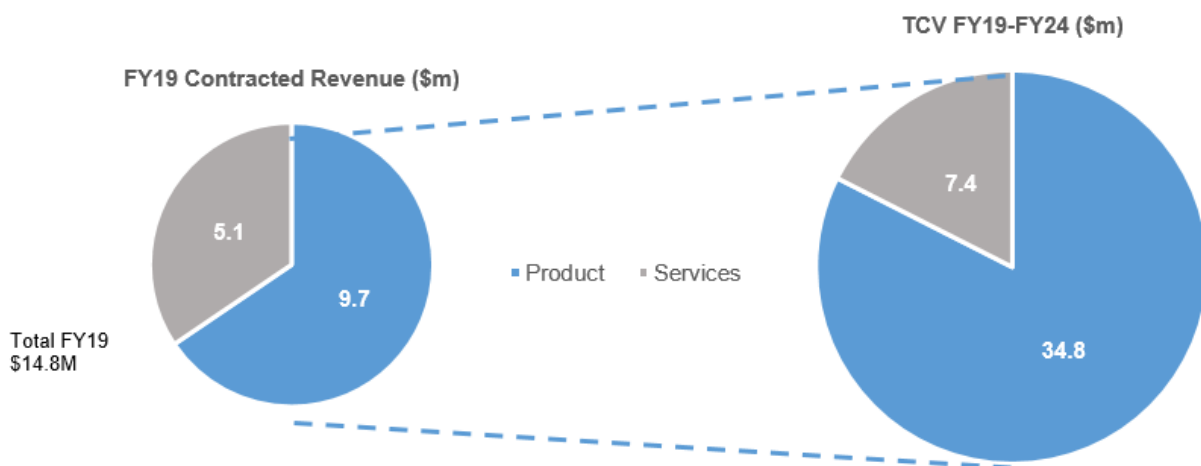 TCV FY19-FY24 ($m)
FY19 Contracted Revenue ($m)
5.1
9.7
Total FY19
$14.8M
Product
Services
7.4
34.8